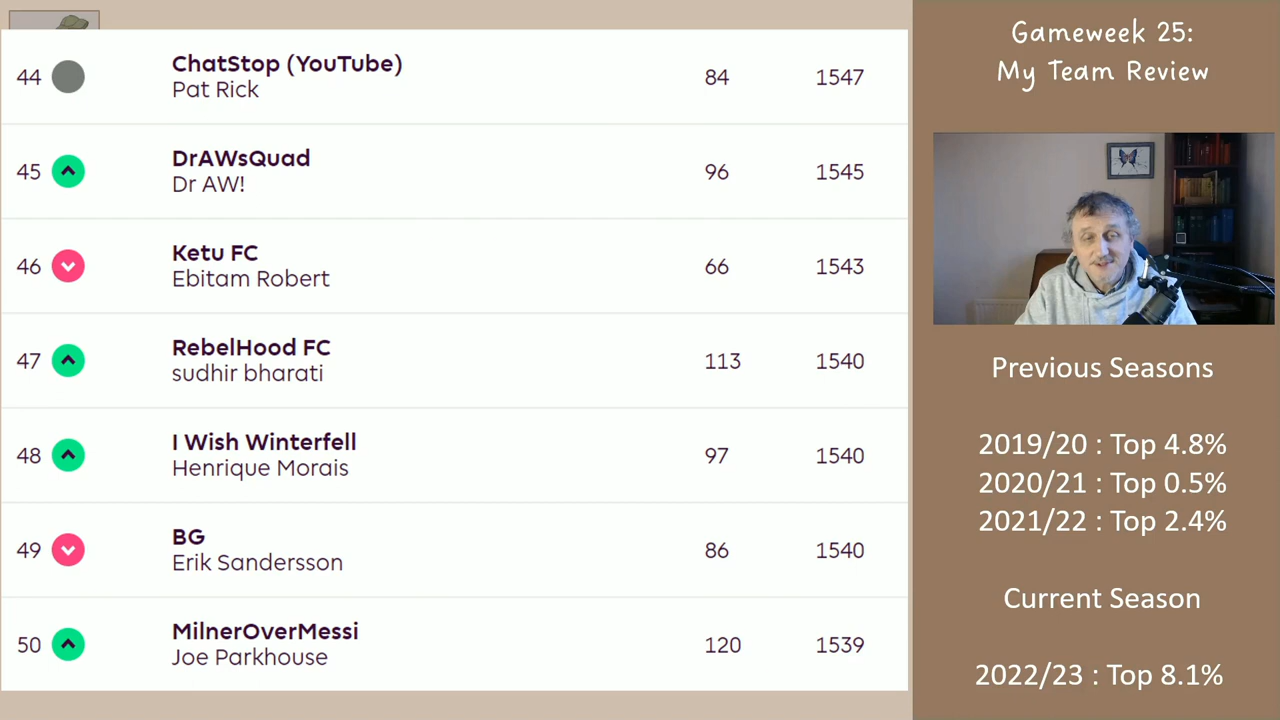 44 ChatStop (YouTube) 84 1547
Pat Rick
45 DrAWsQuad 96 1545
Dr AW!
46 Ketu FC 66 1543
Ebitam Robert
47 RebelHood FC 113 1540
sudhir bharati
48 I Wish Winterfell 97 1540
Henrique Morais
49 BG 86 1540
Erik Sandersson
50 MilnerOverMessi 120 1539
Joe Parkhouse
Gameweek 25:
My Team Review
Previous Seasons
2019/20 : Top 4.8%
2020/21 : Top 0.5%
2021/22 : Top 2.4%
Current Season
2022/23 : Top 8.1%